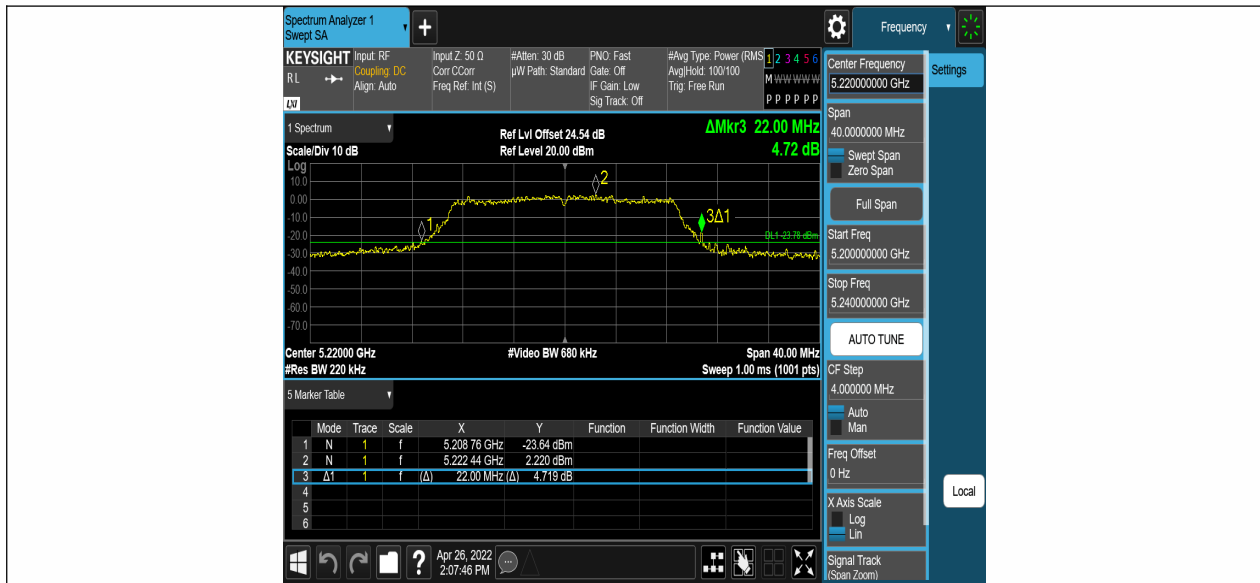 Spectrum Analyzer 1
Swept SA
+
Frequency
KEYSIGHT
RL
LXI
Input: RF
Coupling: DC
Align: Auto
Input Z: 50 Ω
Corr CCorr
Freq Ref: Int (S)
#Atten: 30 dB
µW Path: Standard
PNO: Fast
Gate: Off
IF Gain: Low
Sig Track: Off
#Avg Type: Power (RMS
Avg|Hold: 100/100
Trig: Free Run
1 2 3 4 5 6
M W W W W W
P P P P P P
1 Spectrum
Scale/Div 10 dB
Ref Lvl Offset 24.54 dB
Ref Level 20.00 dBm
ΔMkr3 22.00 MHz
4.72 dB
Log
10.0
0.00
-10.0
-20.0
-30.0
-40.0
-50.0
-60.0
-70.0
1
2
3Δ1
DL1 -23.78 dBm
Center 5.22000 GHz
#Video BW 680 kHz
Span 40.00 MHz
#Res BW 220 kHz
Sweep 1.00 ms (1001 pts)
5 Marker Table
Mode Trace Scale X Y Function Function Width Function Value
1 N 1 f 5.208 76 GHz -23.64 dBm
2 N 1 f 5.222 44 GHz 2.220 dBm
3 Δ1 1 f (Δ) 22.00 MHz (Δ) 4.719 dB
4
5
6
?
Apr 26, 2022
2:07:46 PM
Center Frequency
5.220000000 GHz
Settings
Span
40.0000000 MHz
Swept Span
Zero Span
Full Span
Start Freq
5.200000000 GHz
Stop Freq
5.240000000 GHz
AUTO TUNE
CF Step
4.000000 MHz
Auto
Man
Freq Offset
0 Hz
Local
X Axis Scale
Log
Lin
Signal Track
(Span Zoom)